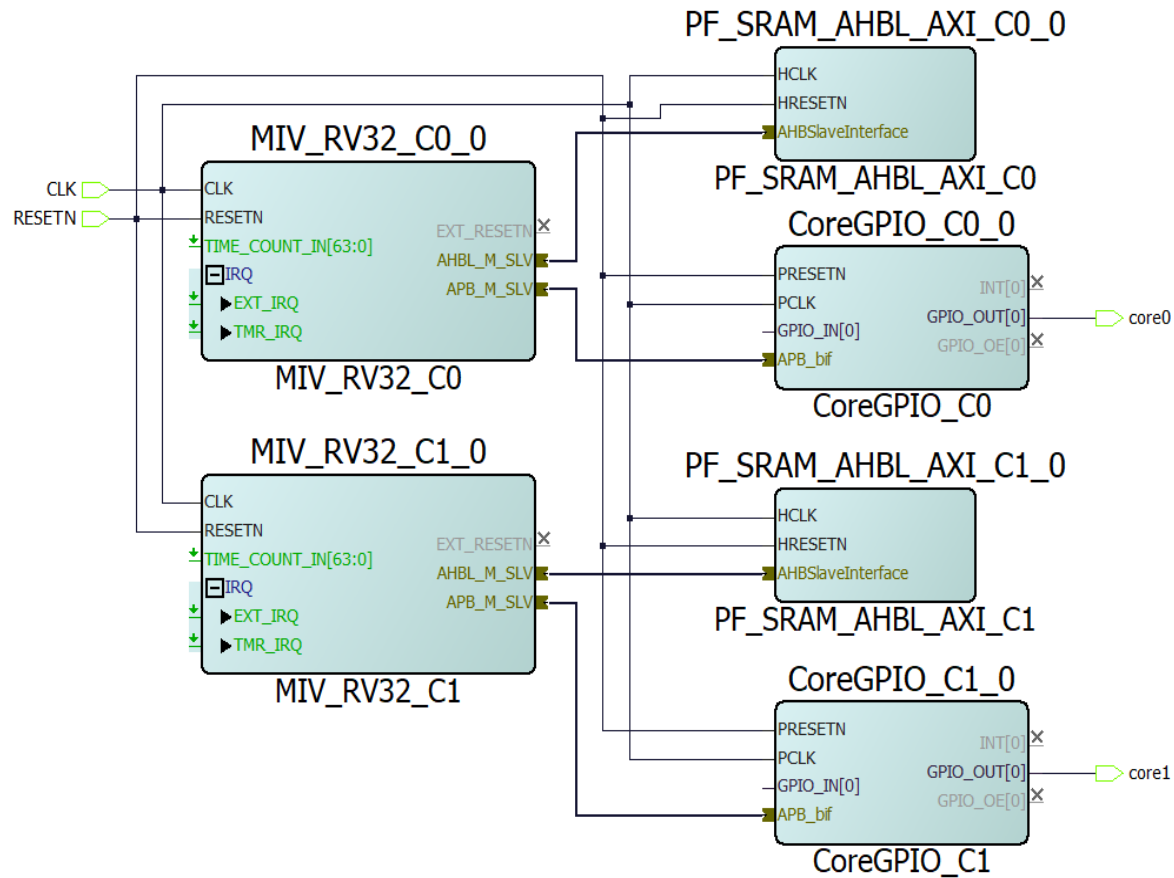 CLK
RESETN
MIV_RV32_C0_0
CLK
RESETN
TIME_COUNT_IN[63:0]
IRQ
EXT_IRQ
TMR_IRQ
EXT_RESETN
AHBL_M_SLV
APB_M_SLV
MIV_RV32_C0
MIV_RV32_C1_0
CLK
RESETN
TIME_COUNT_IN[63:0]
IRQ
EXT_IRQ
TMR_IRQ
EXT_RESETN
AHBL_M_SLV
APB_M_SLV
MIV_RV32_C1
PF_SRAM_AHBL_AXI_C0_0
HCLK
HRESETN
AHBSlaveInterface
PF_SRAM_AHBL_AXI_C0
CoreGPIO_C0_0
PRESETN
PCLK
GPIO_IN[0]
APB_bif
INT[0]
GPIO_OUT[0]
GPIO_OE[0]
CoreGPIO_C0
core0
PF_SRAM_AHBL_AXI_C1_0
HCLK
HRESETN
AHBSlaveInterface
PF_SRAM_AHBL_AXI_C1
CoreGPIO_C1_0
PRESETN
PCLK
GPIO_IN[0]
APB_bif
INT[0]
GPIO_OUT[0]
GPIO_OE[0]
CoreGPIO_C1
core1